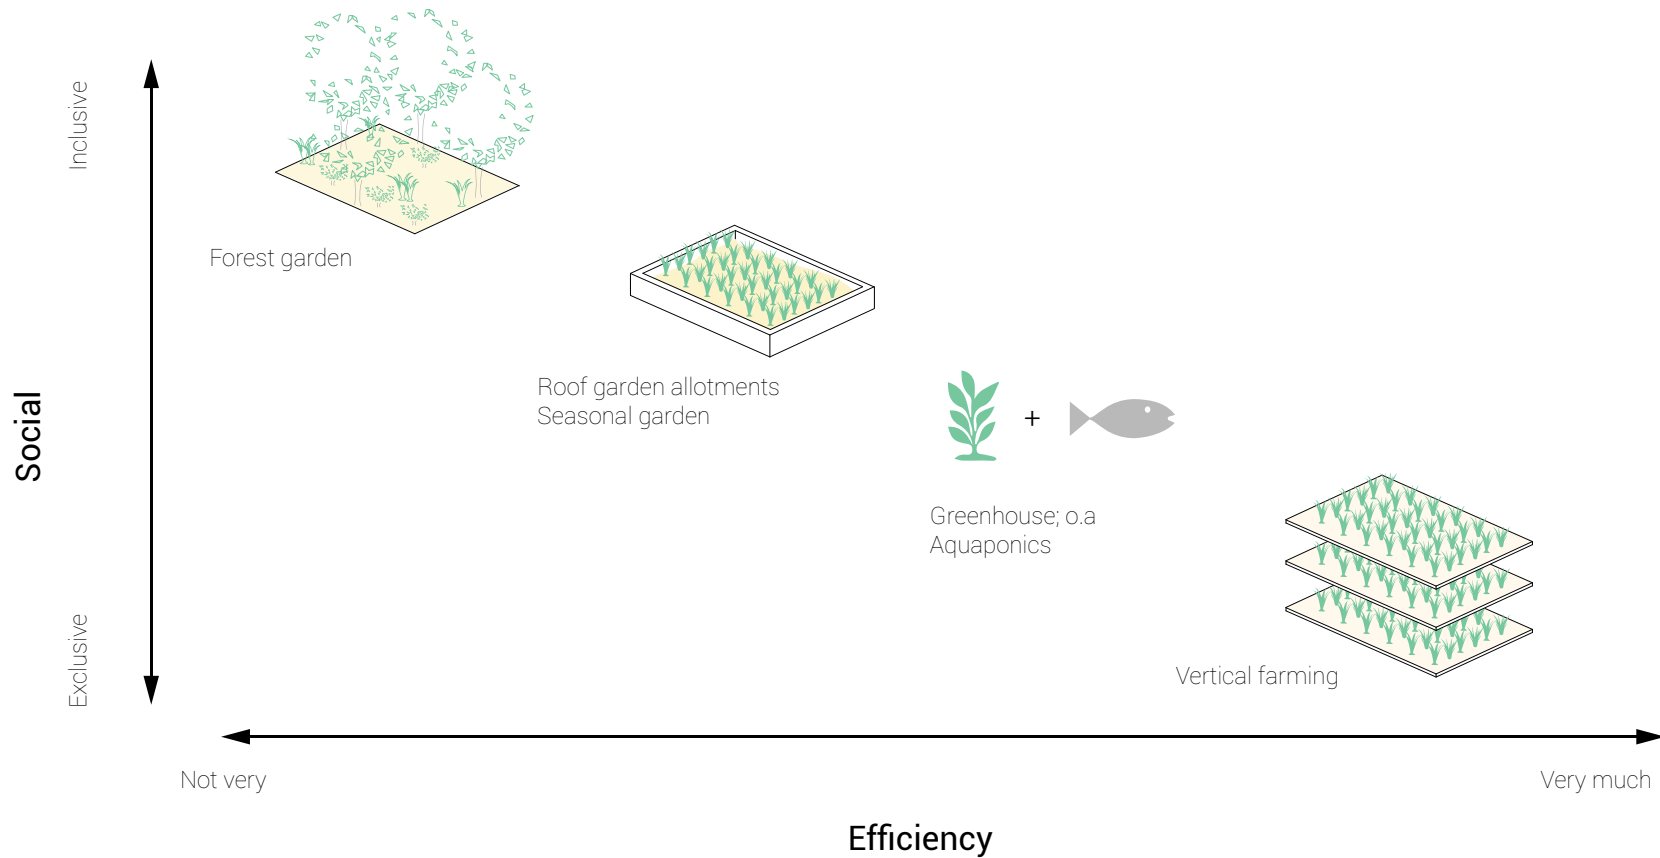 Inclusive
Forest garden
Roof garden allotments
Seasonal garden
Social
+
Greenhouse; o.a
Aquaponics
Exclusive
Vertical farming
Not very
Very much
Efficiency